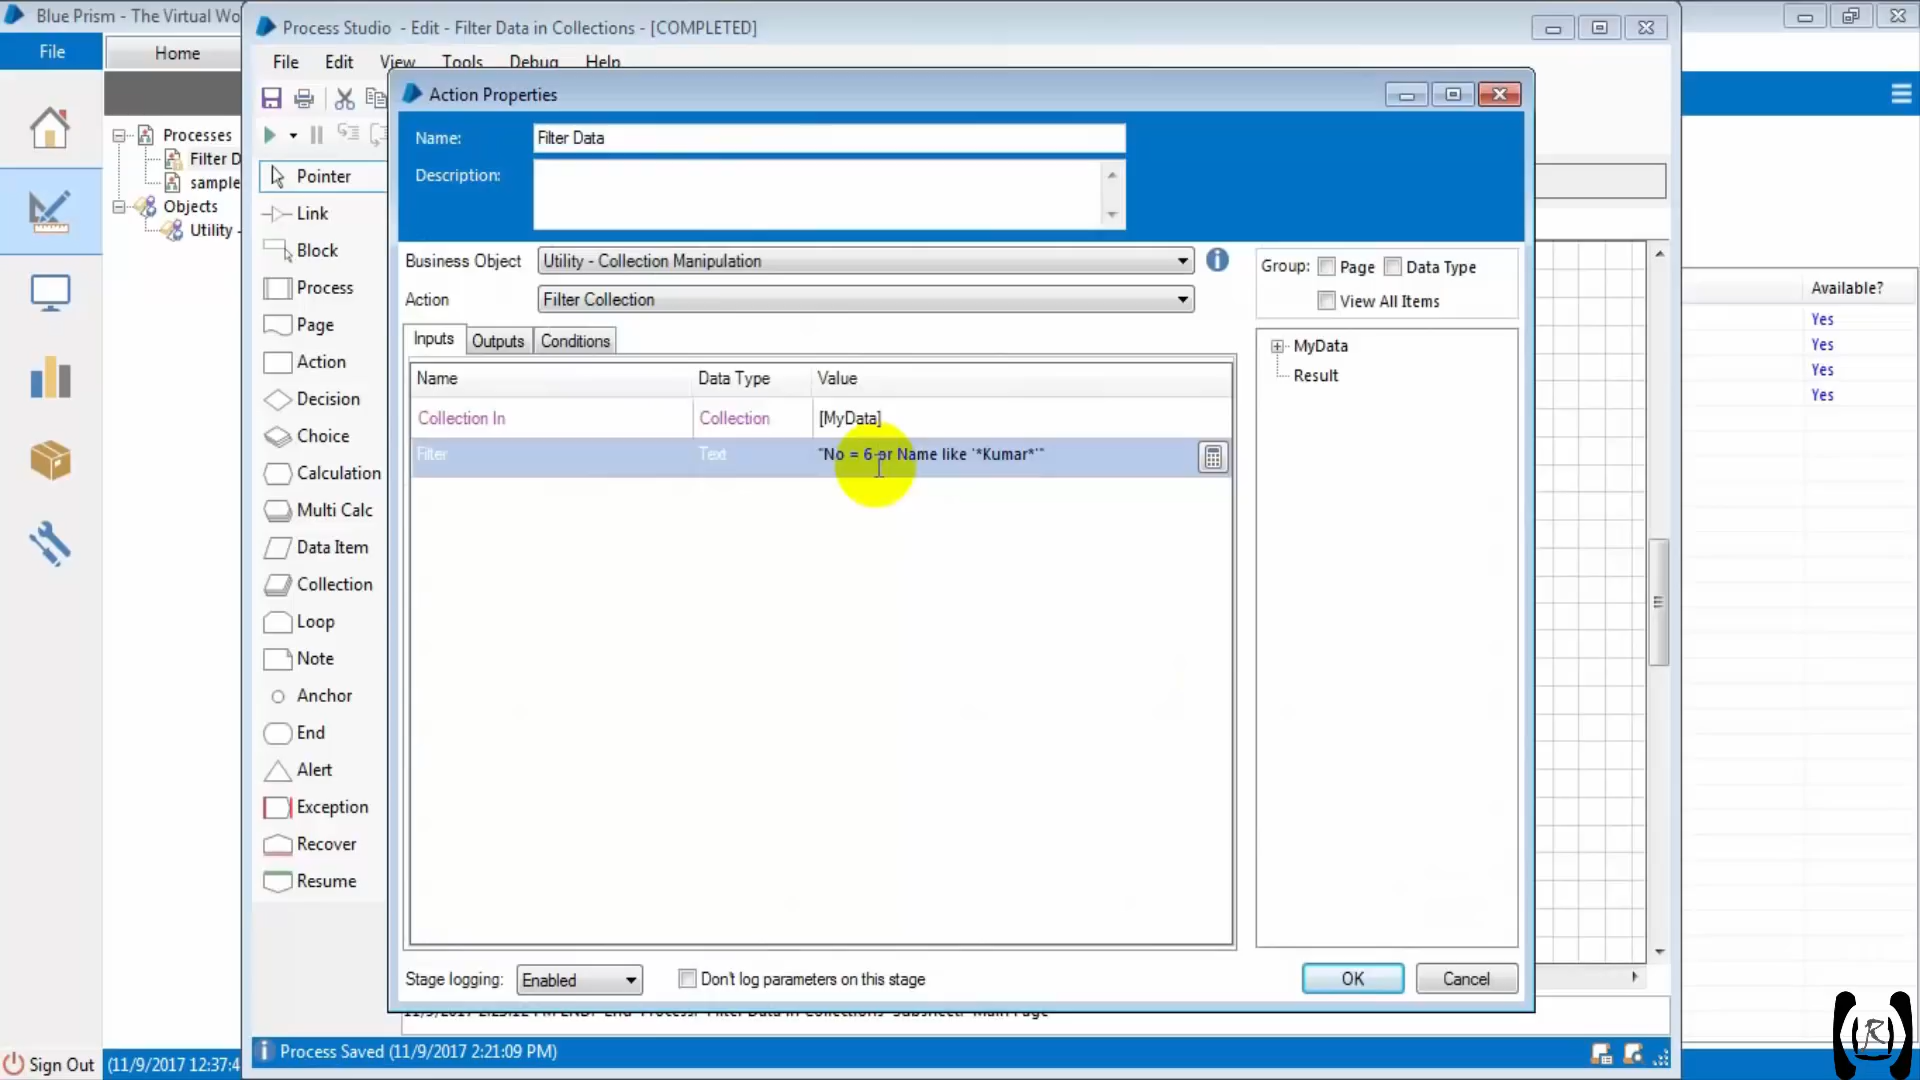 Blue Prism - The Virtual Wo
Process Studio - Edit - Filter Data in Collections - [COMPLETED]
File
Home
File Edit View Tools Debug Help
Action Properties
Processes
Filter D
sample
Objects
Utility -
Pointer
Link
Block
Process
Page
Action
Decision
Choice
Calculation
Multi Calc
Data Item
Collection
Loop
Note
Anchor
End
Alert
Exception
Recover
Resume
Name: Filter Data
Description:
Business Object Utility - Collection Manipulation
Action Filter Collection
Group: Page Data Type
View All Items
Inputs Outputs Conditions
Name Data Type Value
Collection In Collection [MyData]
Filter Text "No = 6 or Name like '*Kumar*'"
MyData
Result
Available?
Yes
Yes
Yes
Yes
Stage logging: Enabled Don't log parameters on this stage
OK Cancel
Process Saved (11/9/2017 2:21:09 PM)
Sign Out (11/9/2017 12:37:4
R